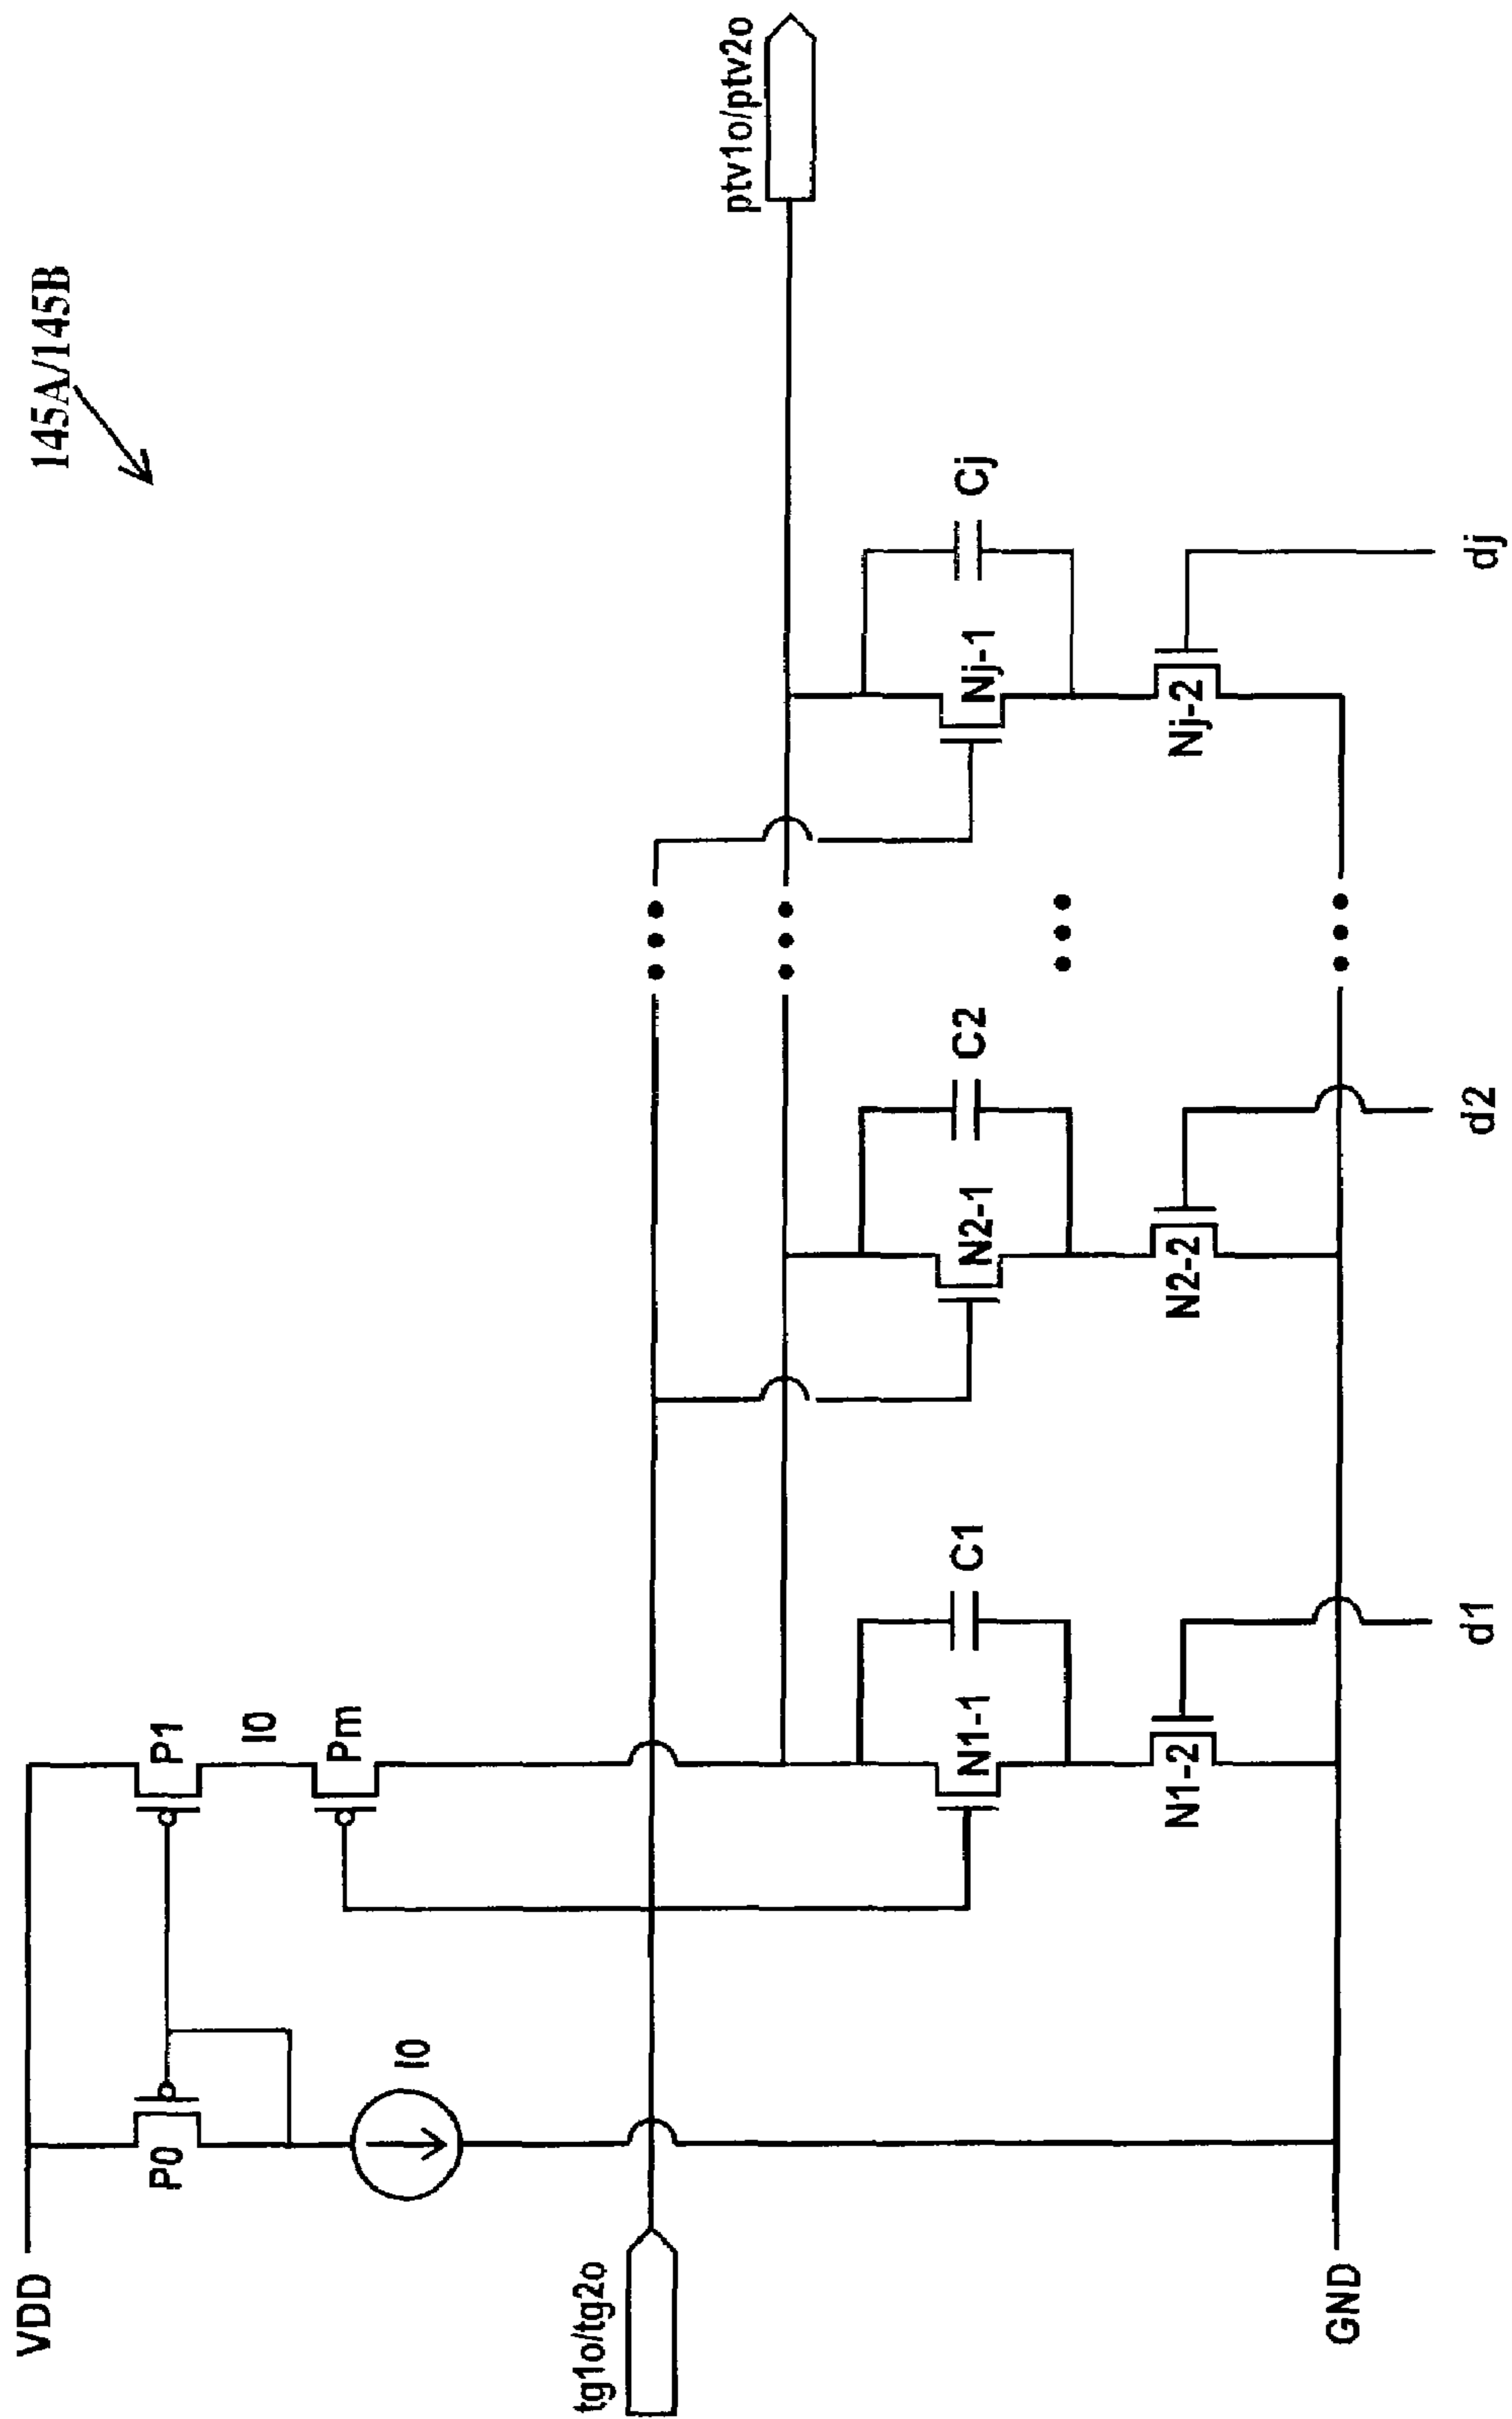 145A/145B
VDD
P0
P1
I0
I0
Pm
tg1o/tg2o
ptv1o/ptv2o
N1-1
C1
N2-1
C2
Nj-1
Cj
N1-2
N2-2
Nj-2
GND
d1
d2
dj